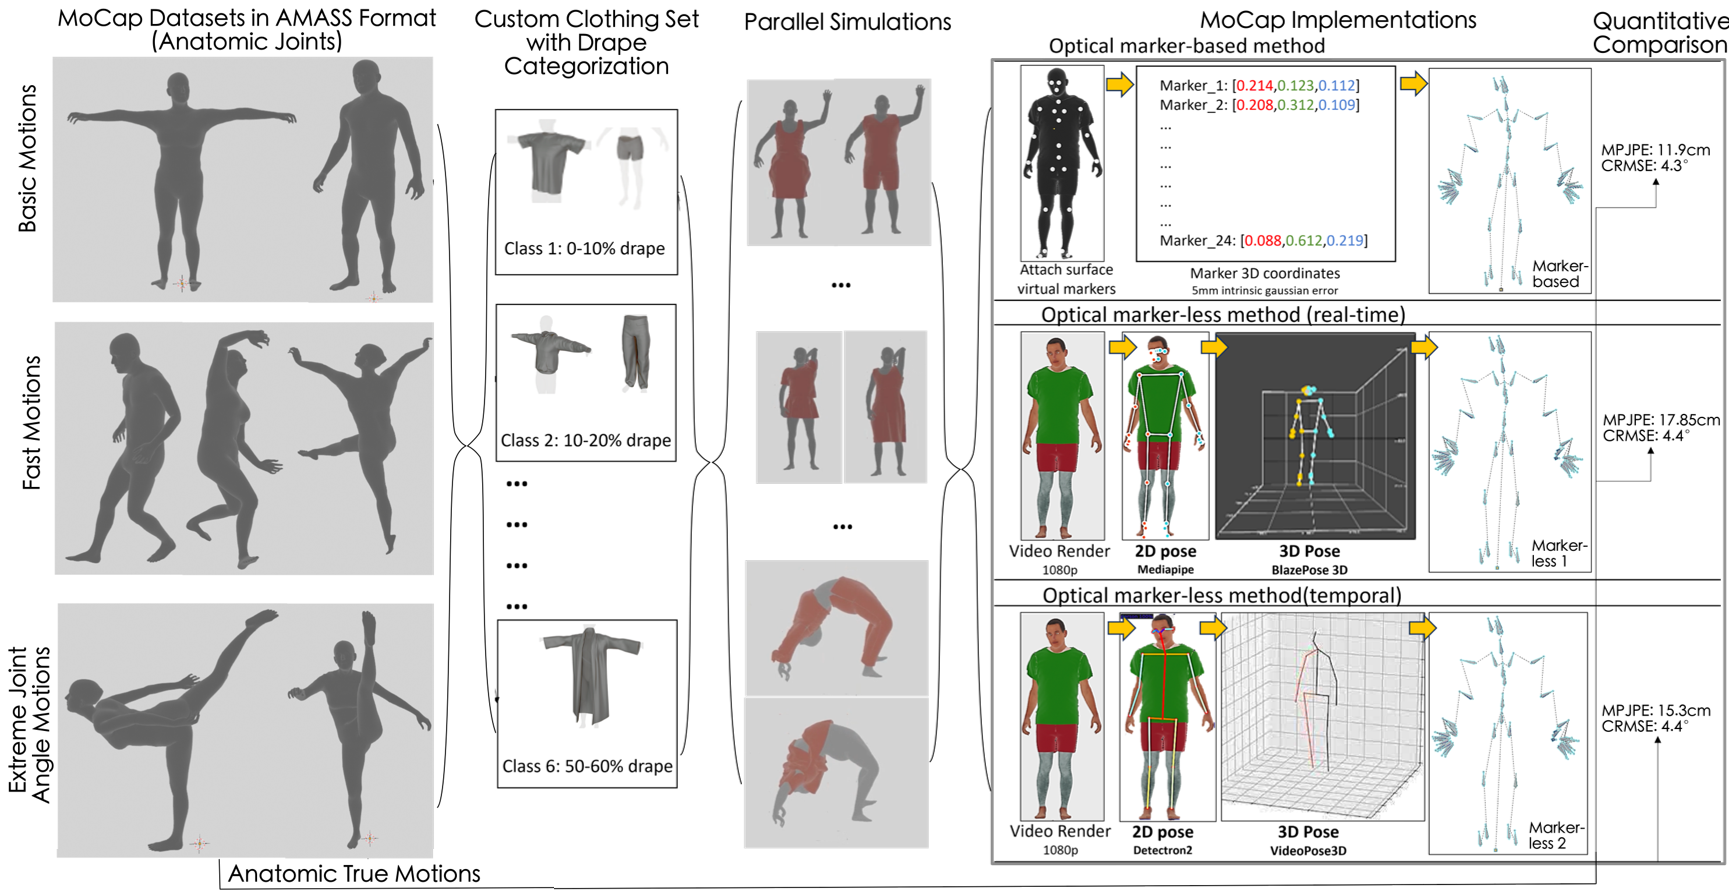 MoCap Datasets in AMASS Format
(Anatomic Joints)
Basic Motions
Fast Motions
Extreme Joint
Angle Motions
Anatomic True Motions
Custom Clothing Set
with Drape
Categorization
Class 1: 0-10% drape
Class 2: 10-20% drape
...
...
...
...
Class 6: 50-60% drape
Parallel Simulations
...
...
MoCap Implementations
Optical marker-based method
Attach surface
virtual markers
Marker_1: [0.214,0.123,0.112]
Marker_2: [0.208,0.312,0.109]
...
...
...
...
...
...
Marker_24: [0.088,0.612,0.219]
Marker 3D coordinates
5mm intrinsic gaussian error
Marker-
based
Optical marker-less method (real-time)
Video Render
1080p
2D pose
Mediapipe
3D Pose
BlazePose 3D
Marker-
less 1
Optical marker-less method(temporal)
Video Render
1080p
2D pose
Detectron2
3D Pose
VideoPose3D
Marker-
less 2
Quantitative
Comparison
MPJPE: 11.9cm
CRMSE: 4.3°
MPJPE: 17.85cm
CRMSE: 4.4°
MPJPE: 15.3cm
CRMSE: 4.4°